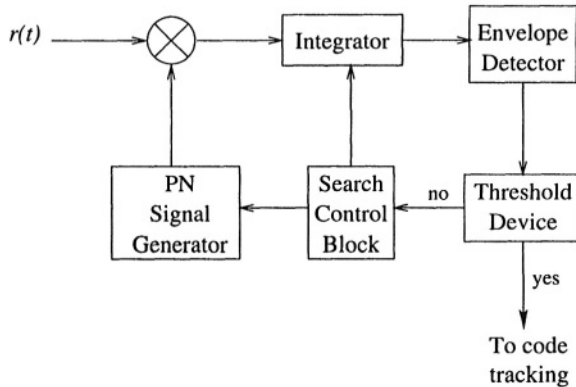 r(t)
Integrator
Envelope
Detector
PN
Signal
Generator
Search
Control
Block
no
Threshold
Device
yes
To code
tracking